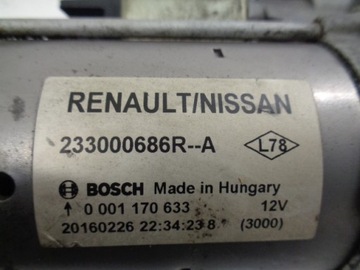 RENAULT/NISSAN
233000686R--A L78
BOSCH Made in Hungary
↑ 0 001 170 633 12V
20160226 22:34:23 8. (3000)